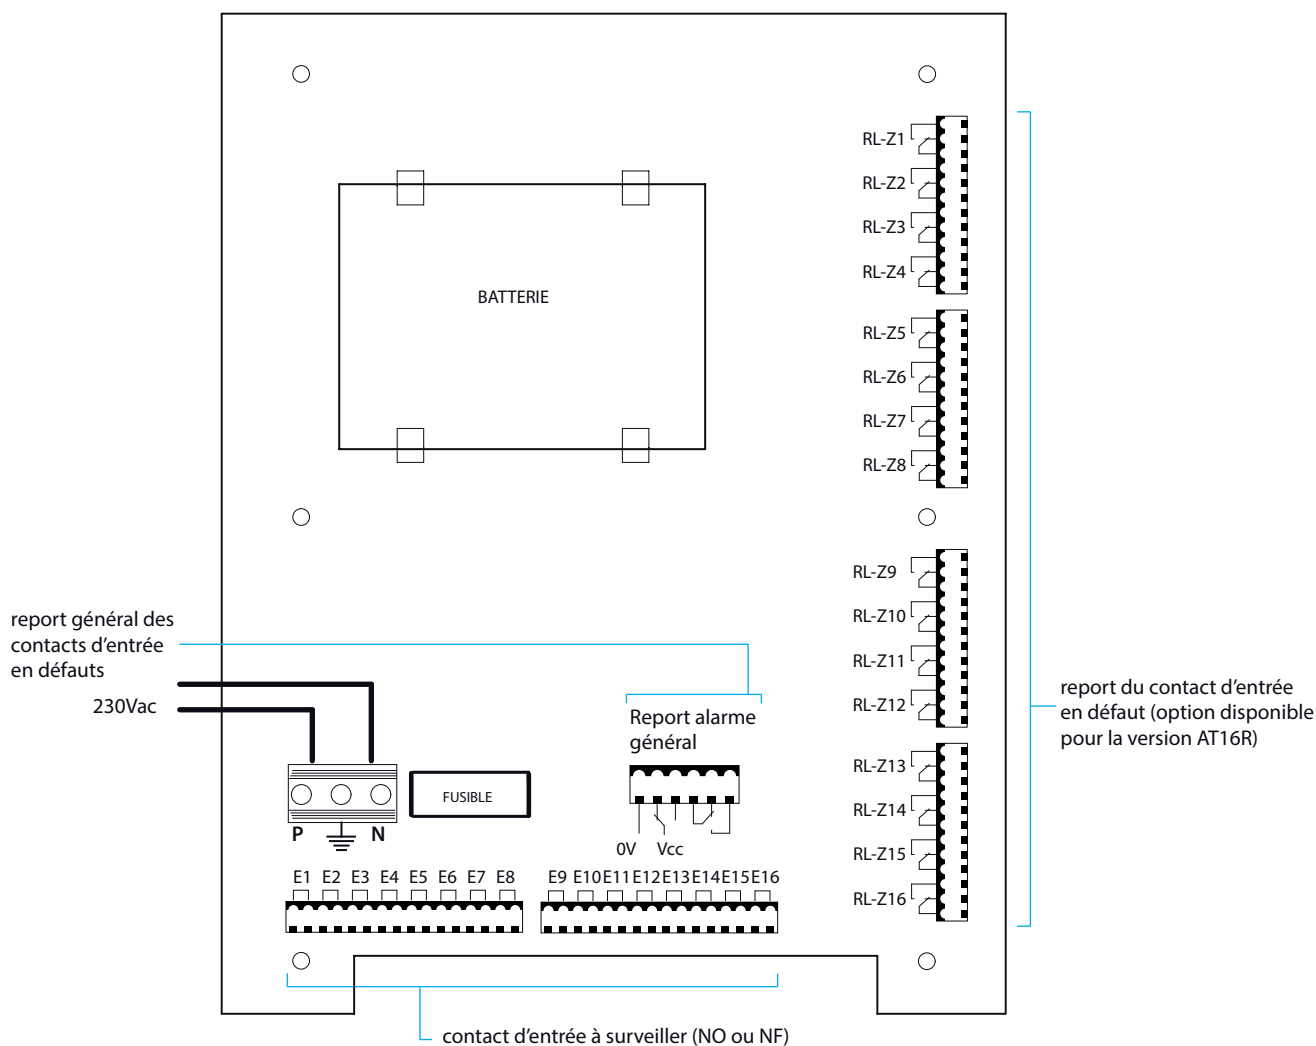 RL-Z1
RL-Z2
RL-Z3
RL-Z4
BATTERIE
RL-Z5
RL-Z6
RL-Z7
RL-Z8
RL-Z9
RL-Z10
RL-Z11
RL-Z12
report général des
contacts d'entrée
en défauts
230Vac
report du contact d'entrée
en défaut (option disponible
pour la version AT16R)
Report alarme
général
RL-Z13
RL-Z14
RL-Z15
RL-Z16
FUSIBLE
P N
0V Vcc
E1 E2 E3 E4 E5 E6 E7 E8
E9 E10 E11 E12 E13 E14 E15 E16
contact d'entrée à surveiller (NO ou NF)